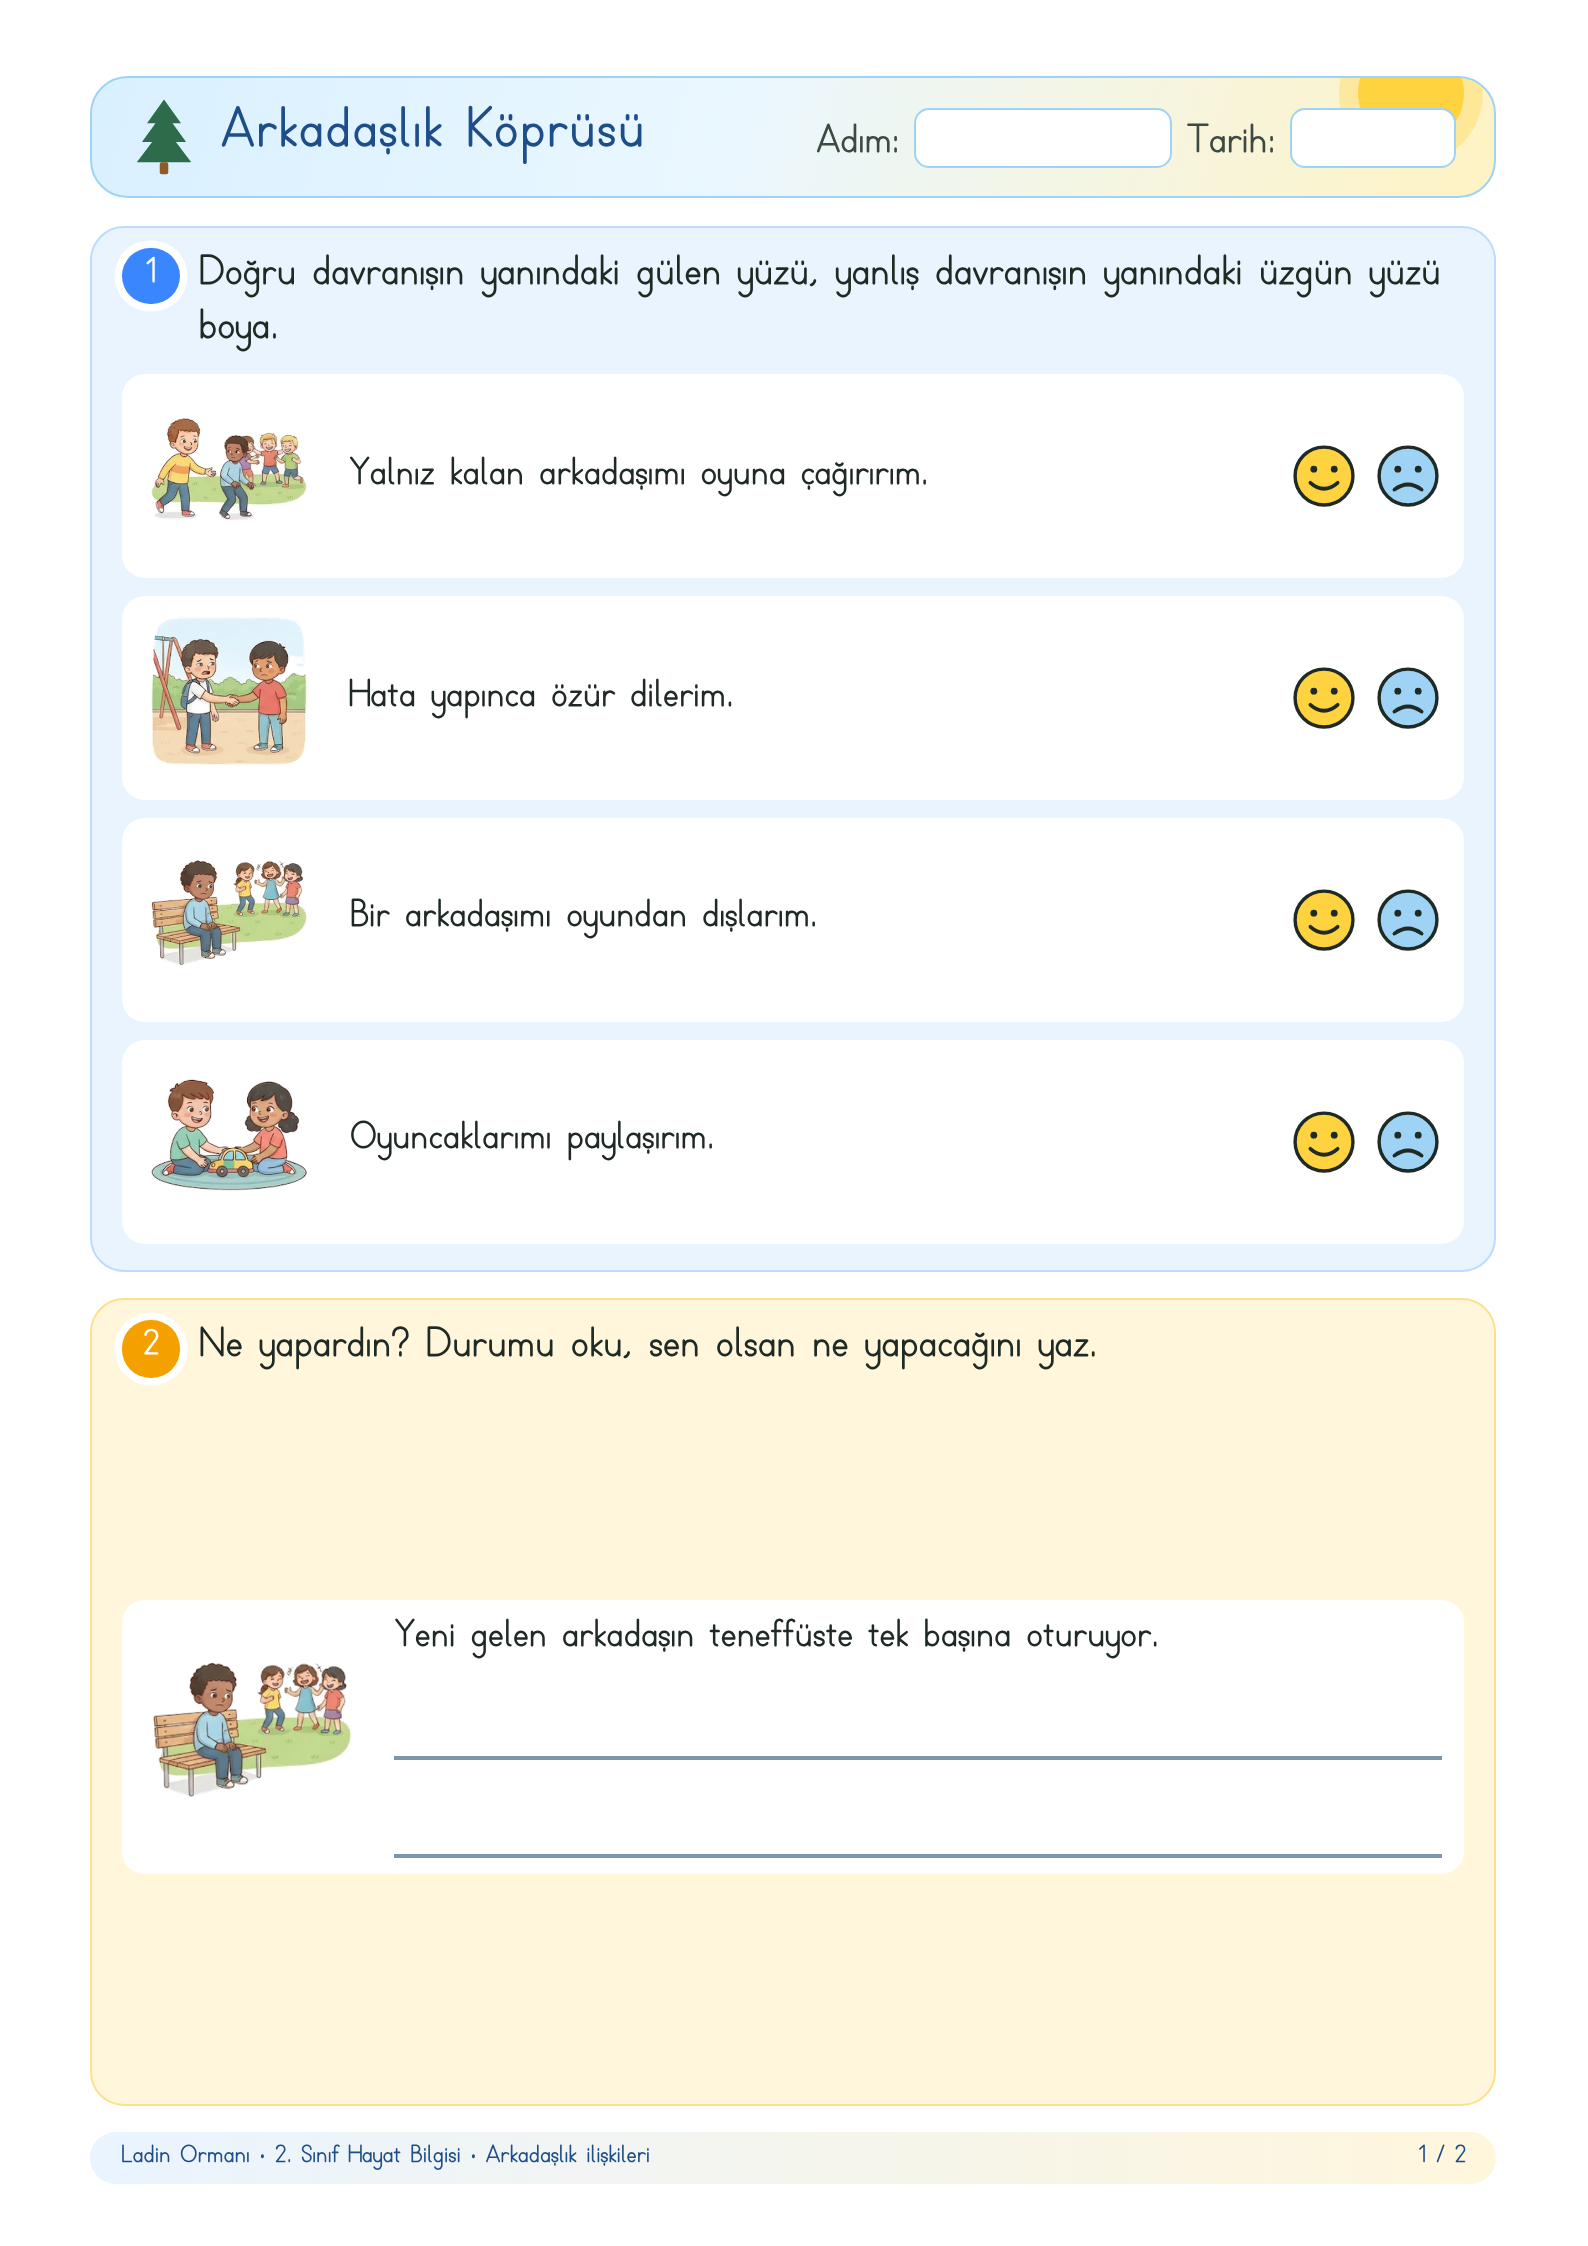 Arkadaşlık Köprüsü
Adım:
Tarih:
1
Doğru davranışın yanındaki gülen yüzü, yanlış davranışın yanındaki üzgün yüzü
boya.
Yalnız kalan arkadaşımı oyuna çağırırım.
Hata yapınca özür dilerim.
Bir arkadaşımı oyundan dışlarım.
Oyuncaklarımı paylaşırım.
2
Ne yapardın? Durumu oku, sen olsan ne yapacağını yaz.
Yeni gelen arkadaşın teneffüste tek başına oturuyor.
Ladin Ormanı • 2. Sınıf Hayat Bilgisi • Arkadaşlık ilişkileri
1 / 2